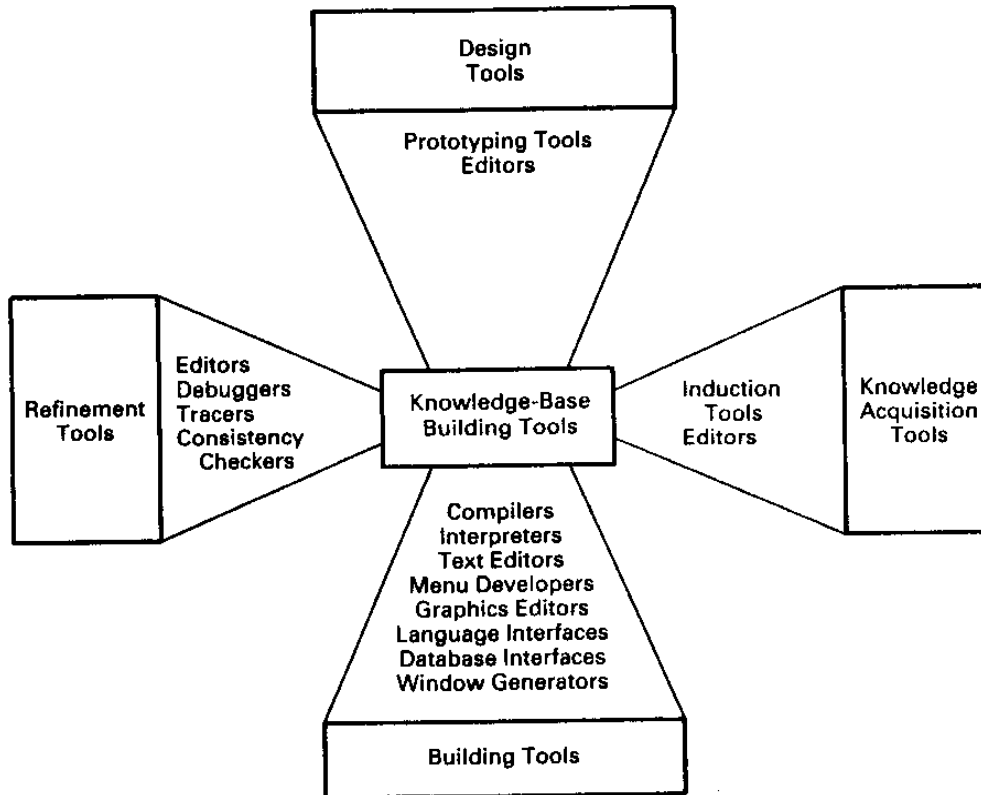 Design
Tools
Prototyping Tools
Editors
Refinement
Tools
Editors
Debuggers
Tracers
Consistency
Checkers
Knowledge-Base
Building Tools
Induction
Tools
Editors
Knowledge
Acquisition
Tools
Compilers
Interpreters
Text Editors
Menu Developers
Graphics Editors
Language Interfaces
Database Interfaces
Window Generators
Building Tools